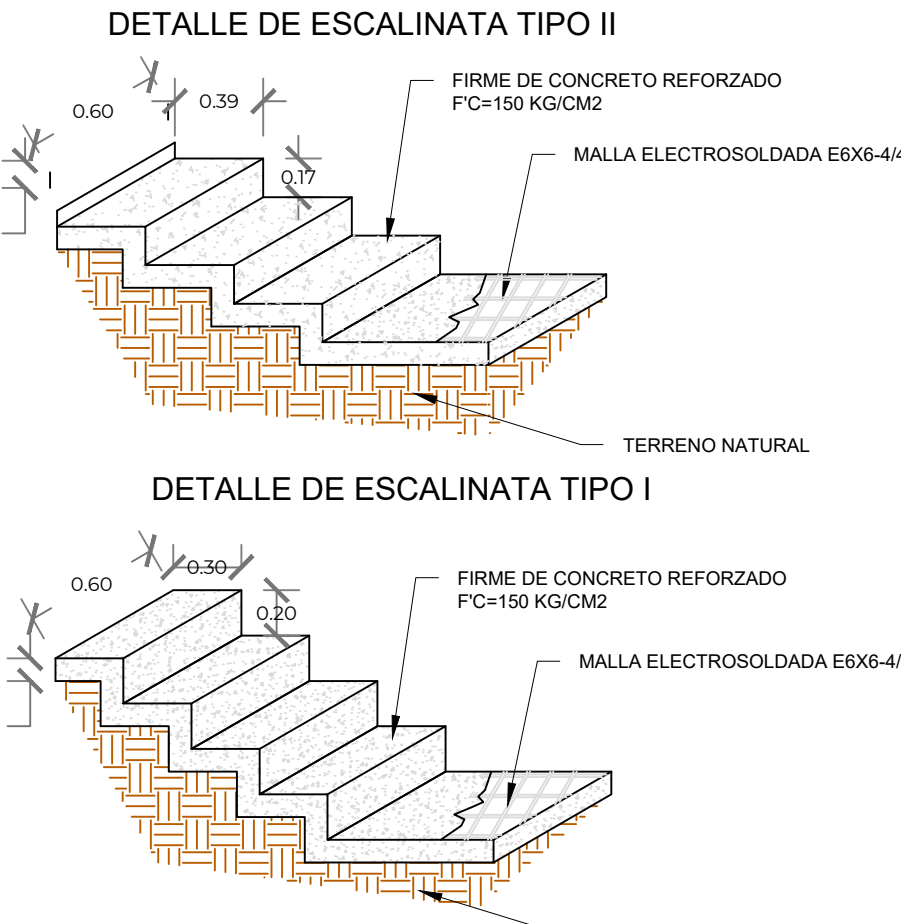 DETALLE DE ESCALINATA TIPO II
0.60
0.39
0.17
FIRME DE CONCRETO REFORZADO
F'C=150 KG/CM2
MALLA ELECTROSOLDADA E6X6-4/4
TERRENO NATURAL
DETALLE DE ESCALINATA TIPO I
0.60
0.30
0.20
FIRME DE CONCRETO REFORZADO
F'C=150 KG/CM2
MALLA ELECTROSOLDADA E6X6-4/